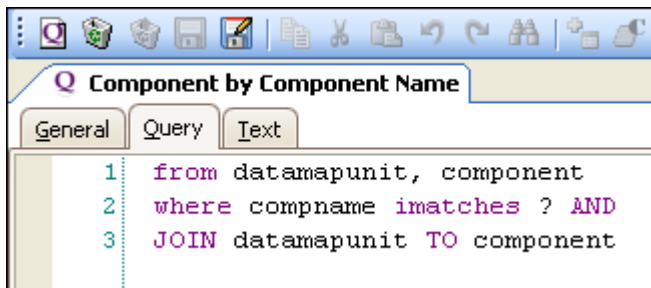 Q Component by Component Name
General Query Text
1 from datamapunit, component
2 where compname imatches ? AND
3 JOIN datamapunit TO component